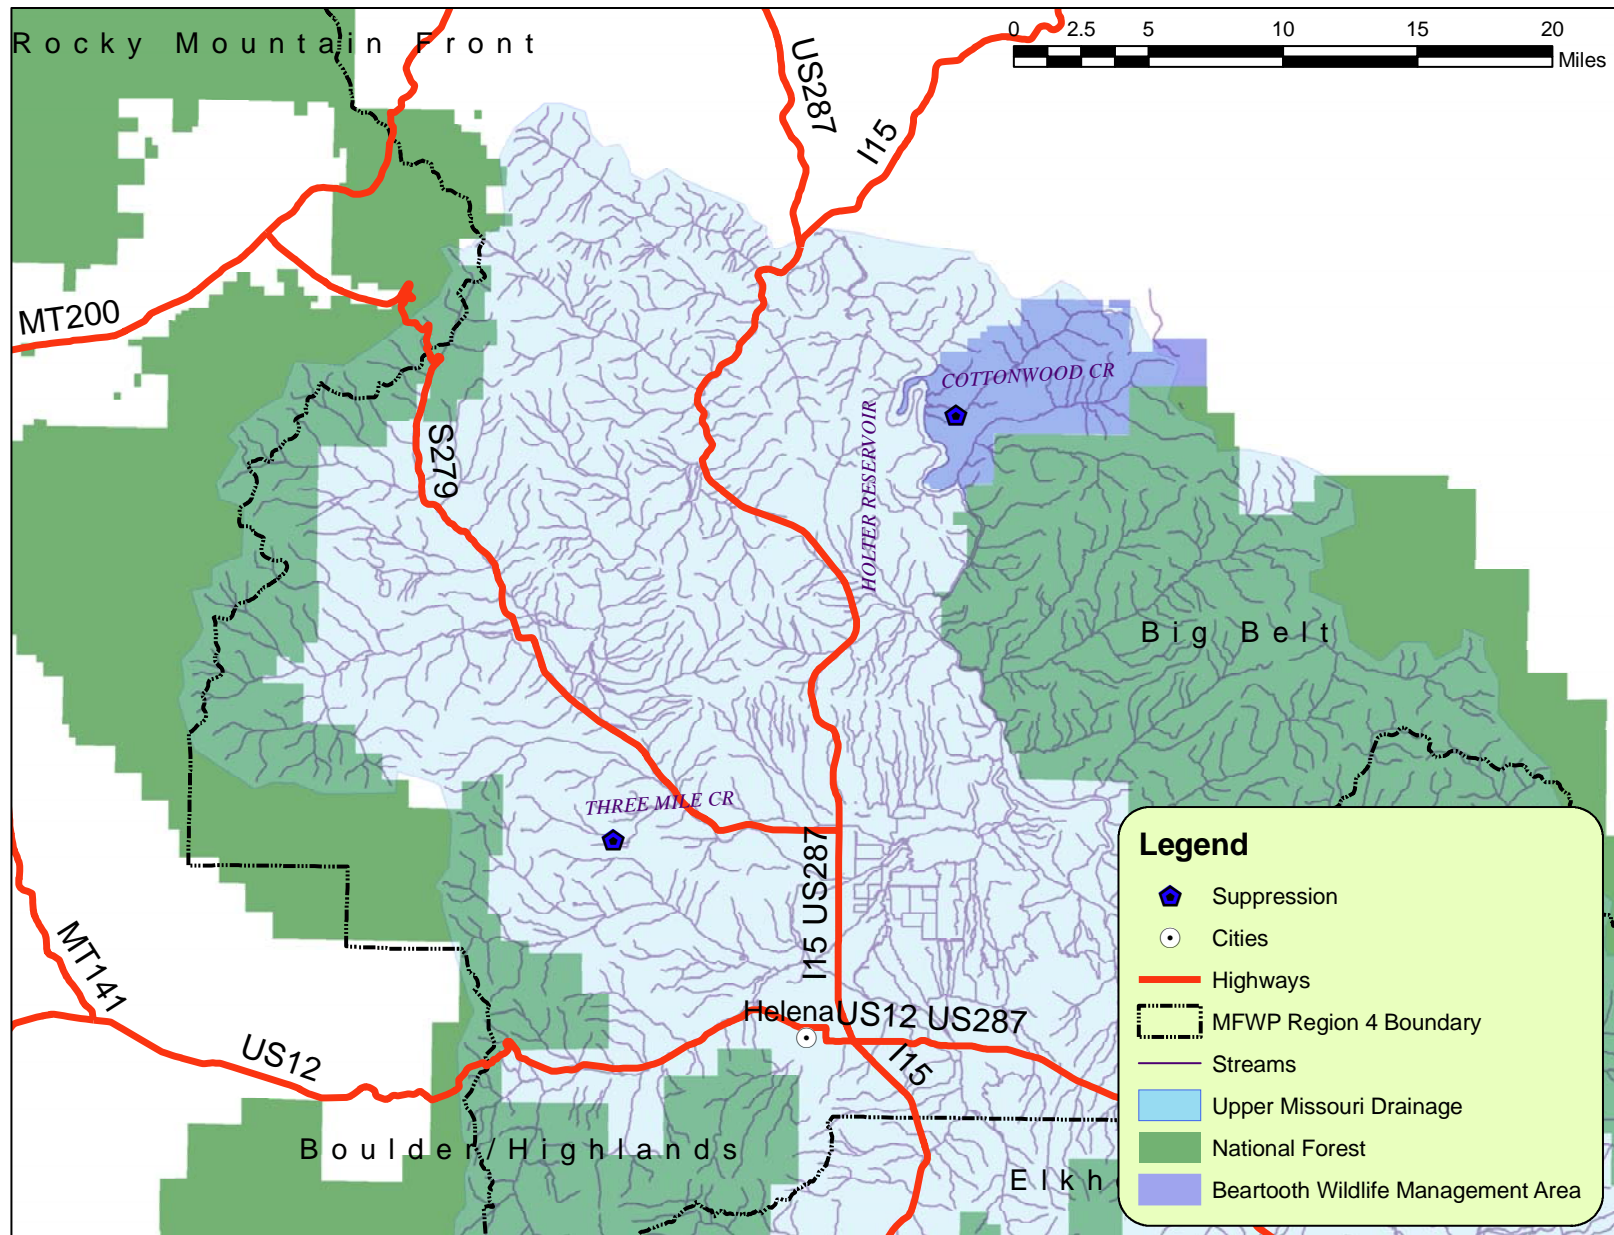 Rocky Mountain Front
0 2.5 5 10 15 20
Miles
US287
I15
MT200
COTTONWOOD CR
S279
HOLTER RESERVOIR
Big Belt
THREE MILE CR
I15 US287
MT141
Helena
US12 US287
US12
I15
Boulder/Highlands
Elkh
Legend
Suppression
Cities
Highways
MFWP Region 4 Boundary
Streams
Upper Missouri Drainage
National Forest
Beartooth Wildlife Management Area